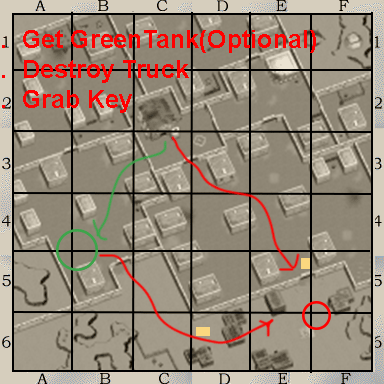 A B C D E F
1 Get GreenTank(Optional) 1
. Destroy Truck
2 Grab Key 2
3 3
4 4
5 5
6 6
A B C D E F